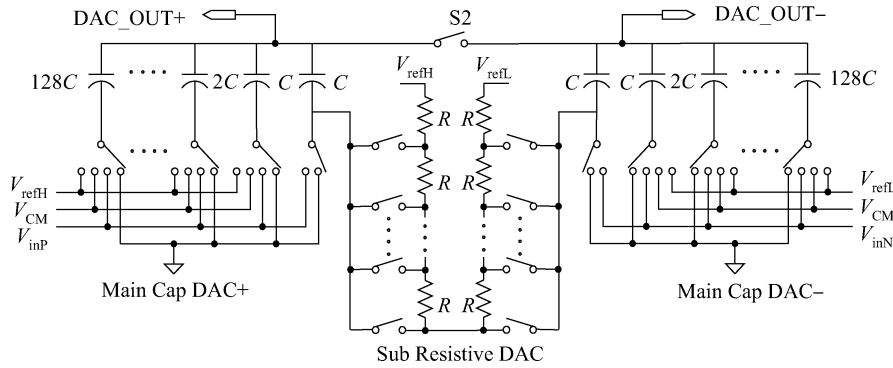 DAC_OUT+ S2 DAC_OUT−
128C 2C C C VrefH VrefL C C 2C 128C
R R
R R
VrefH VrefL
VCM VCM
VinP VinN
R R
Main Cap DAC+ Main Cap DAC−
Sub Resistive DAC